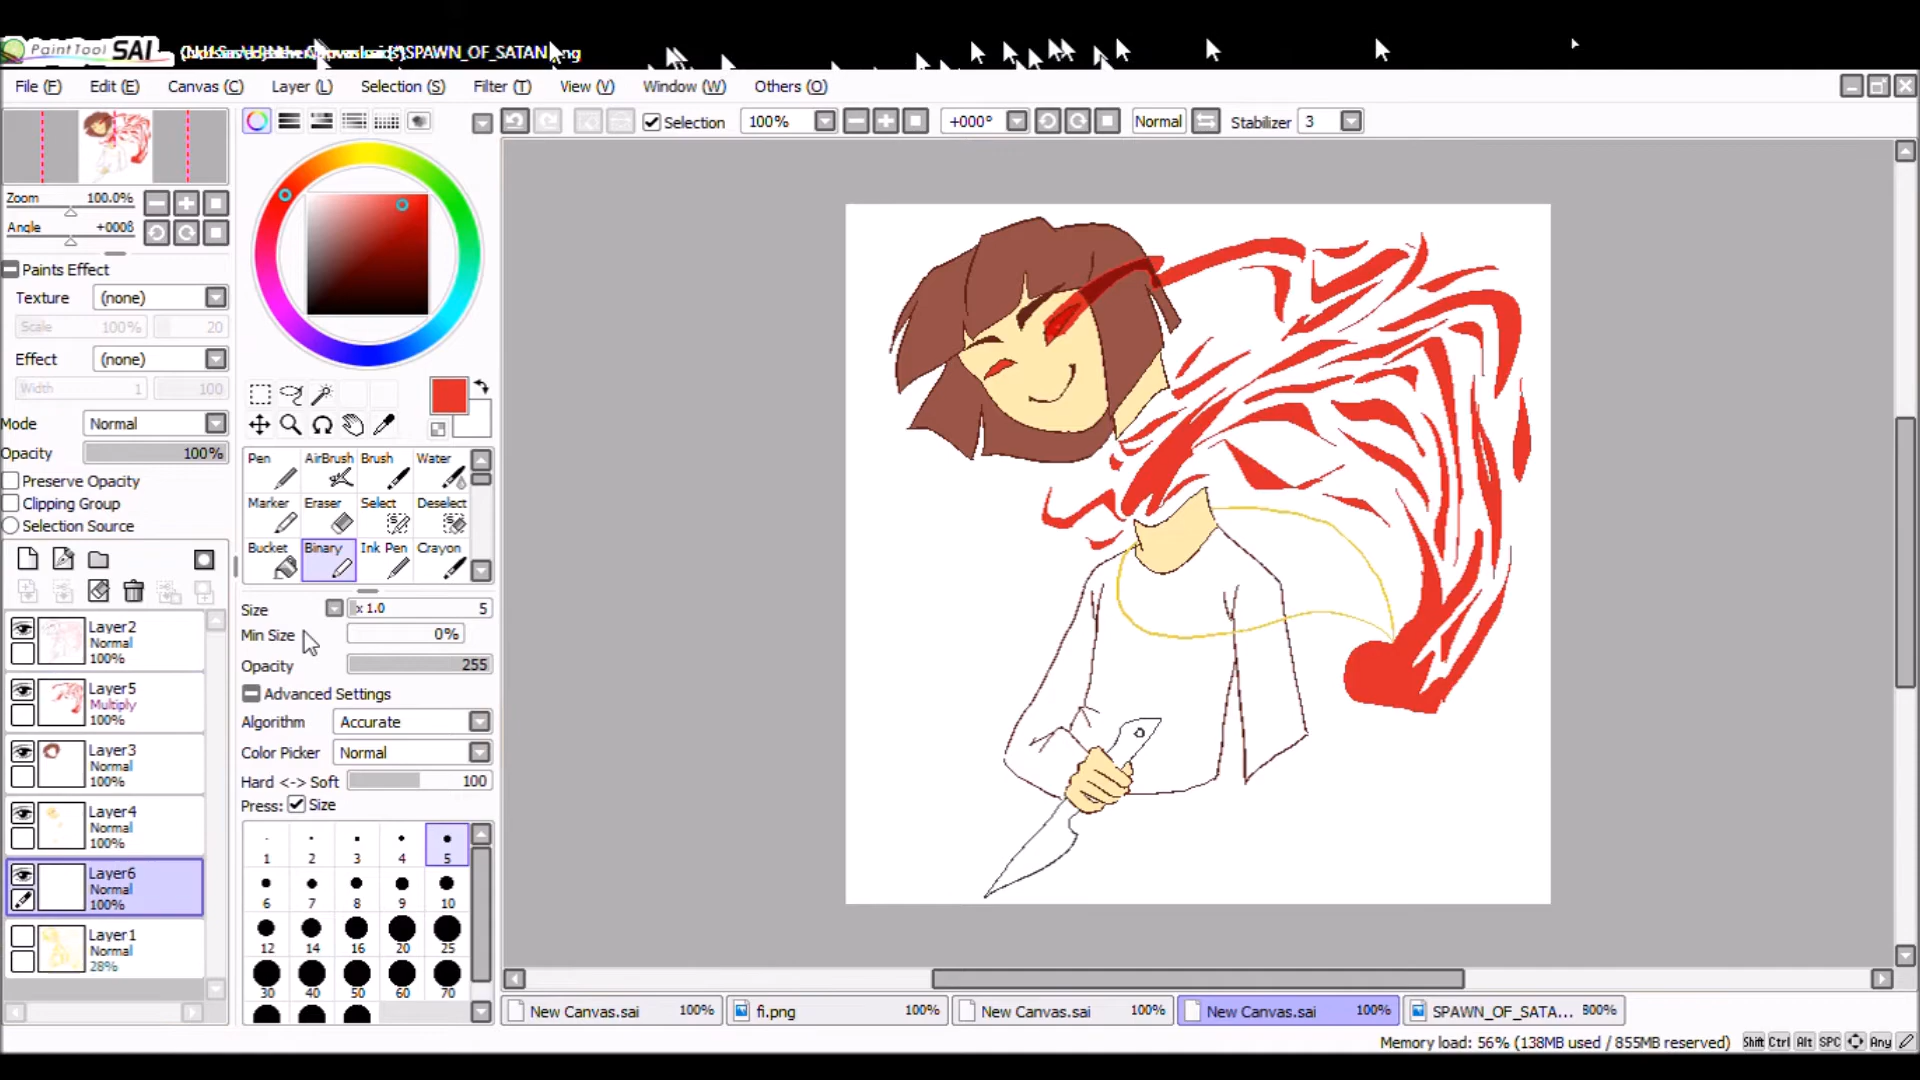 PaintTool SAI
SPAWN_OF_SATAN
File (F) Edit (E) Canvas (C) Layer (L) Selection (S) Filter (T) View (V) Window (W) Others (O)
Selection 100% +000° Normal Stabilizer 3
Zoom 100.0%
Angle
Paints Effect
Texture (none)
Scale 100% 20
Effect (none)
Width 1 100
Mode Normal
Opacity 100%
Preserve Opacity
Clipping Group
Selection Source
Layer2
Normal
100%
Layer5
Multiply
100%
Layer3
Normal
100%
Layer4
Normal
100%
Layer6
Normal
100%
Layer1
Normal
28%
Pen AirBrush Brush Water
Marker Eraser Select Deselect
Bucket Binary Ink Pen Crayon
Size x 1.0 5
Min Size 0%
Opacity 255
Advanced Settings
Algorithm Accurate
Color Picker Normal
Hard <-> Soft 100
Press: Size
1 2 3 4 5
6 7 8 9 10
12 14 16 20 25
30 40 50 60 70
New Canvas.sai 100% fi.png 100% New Canvas.sai 100% New Canvas.sai 100% SPAWN_OF_SATA... 800%
Memory load: 56% (138MB used / 855MB reserved) Shift Ctrl Alt SPC Any